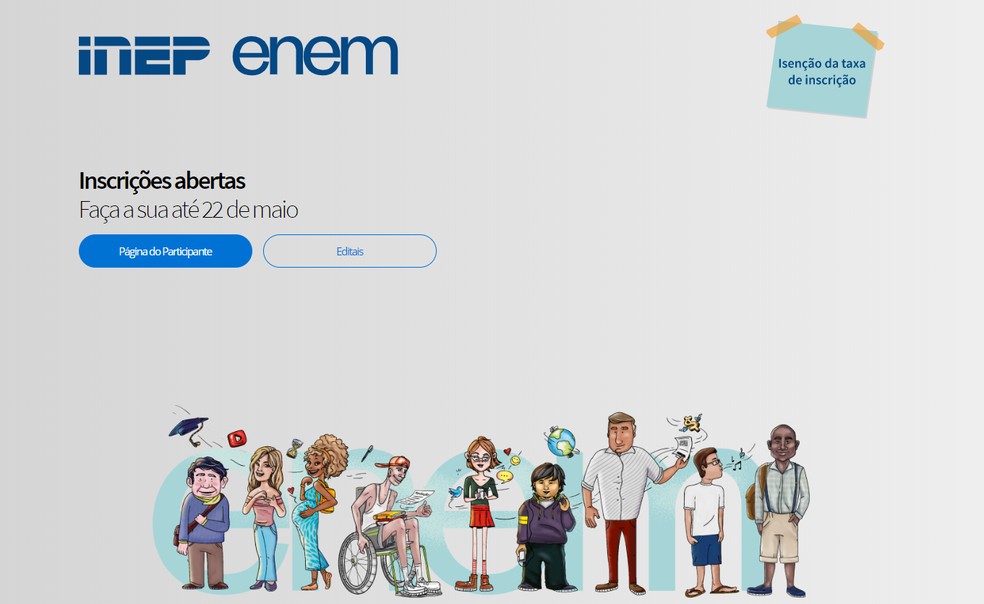 inep enem
Isenção da taxa
de inscrição
Inscrições abertas
Faça a sua até 22 de maio
Página do Participante
Editais
enem